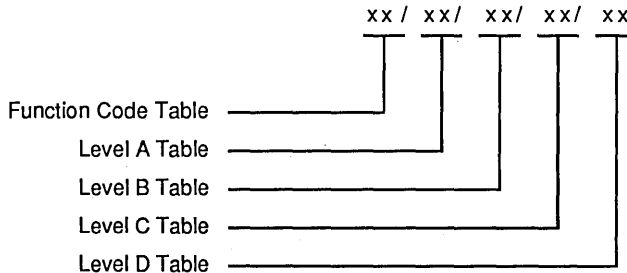 xx/ xx/ xx/ xx/ xx
Function Code Table
Level A Table
Level B Table
Level C Table
Level D Table